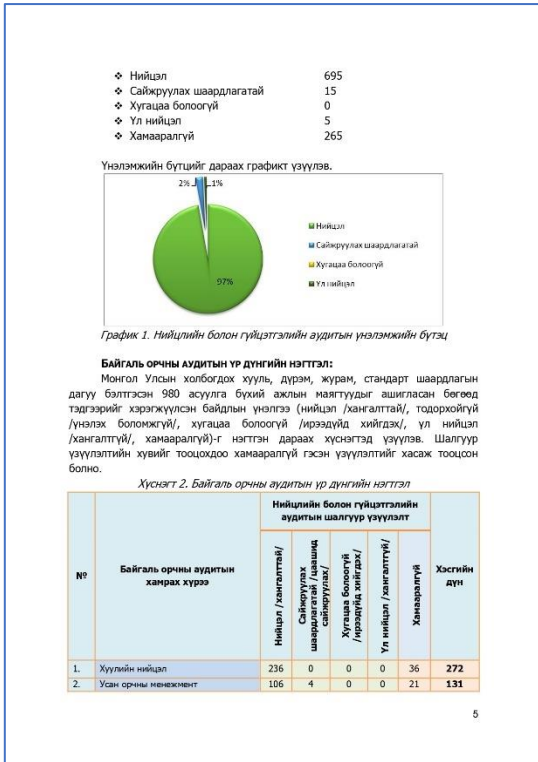 ❖ Нийцэл 695
❖ Сайжруулах шаардлагатай 15
❖ Хугацаа болоогүй 0
❖ Үл нийцэл 5
❖ Хамааралгүй 265
Үнэлэмжийн бүтцийг дараах графикт үзүүлэв.
2% 1%
97%
Нийцэл
Сайжруулах шаардлагатай
Хугацаа болоогүй
Үл нийцэл
График 1. Нийцлийн болон гүйцэтгэлийн аудитын үнэлэмжийн бүтэц
БАЙГАЛЬ ОРЧНЫ АУДИТЫН ҮР ДҮНГИЙН НЭГТГЭЛ:
Монгол Улсын холбогдох хууль, дүрэм, журам, стандарт шаардлагын
дагуу бэлтгэсэн 980 асуулга бүхий ажлын маягтуудыг ашигласан бөгөөд
тэдгээрийг хэрэгжүүлсэн байдлын үнэлгээ (нийцэл /хангалттай/, тодорхойгүй
/үнэлэх боломжгүй/, хугацаа болоогүй /ирээдүйд хийгдэх/, үл нийцэл
/хангалтгүй/, хамааралгүй)-г нэгтгэн дараах хүснэгтэд үзүүлэв. Шалгуур
үзүүлэлтийн хувийг тооцохдоо хамааралгүй гэсэн үзүүлэлтийг хасаж тооцсон
болно.
Хүснэгт 2. Байгаль орчны аудитын үр дүнгийн нэгтгэл
№
Байгаль орчны аудитын
хамрах хүрээ
Нийцлийн болон гүйцэтгэлийн
аудитын шалгуур үзүүлэлт
Нийцэл /хангалттай/
Сайжруулах
шаардлагатай /цаашид
сайжруулах/
Хугацаа болоогүй
/ирээдүйд хийгдэх/
Үл нийцэл /хангалтгүй/
Хамааралгүй
Хэсгийн
дүн
1. Хуулийн нийцэл 236 0 0 0 36 272
2. Усан орчны менежмент 106 4 0 0 21 131
5